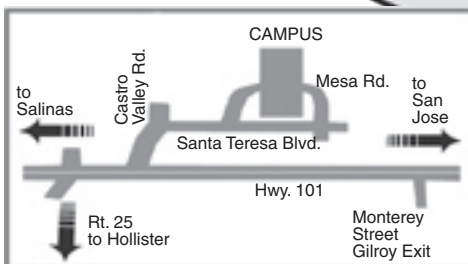 CAMPUS
Castro
Valley Rd.
Mesa Rd.
to
Salinas
to
San
Jose
Santa Teresa Blvd.
Hwy. 101
Rt. 25
to Hollister
Monterey
Street
Gilroy Exit